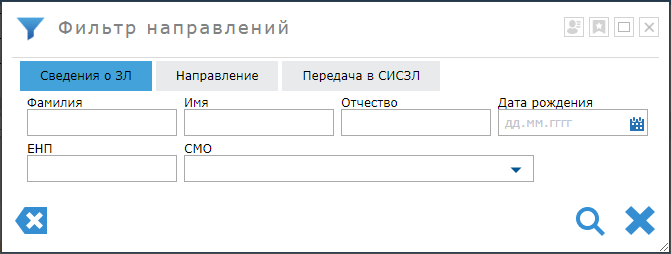 Фильтр направлений
Сведения о ЗЛ Направление Передача в СИСЗЛ
Фамилия Имя Отчество Дата рождения
дд.мм.гггг
ЕНП СМО